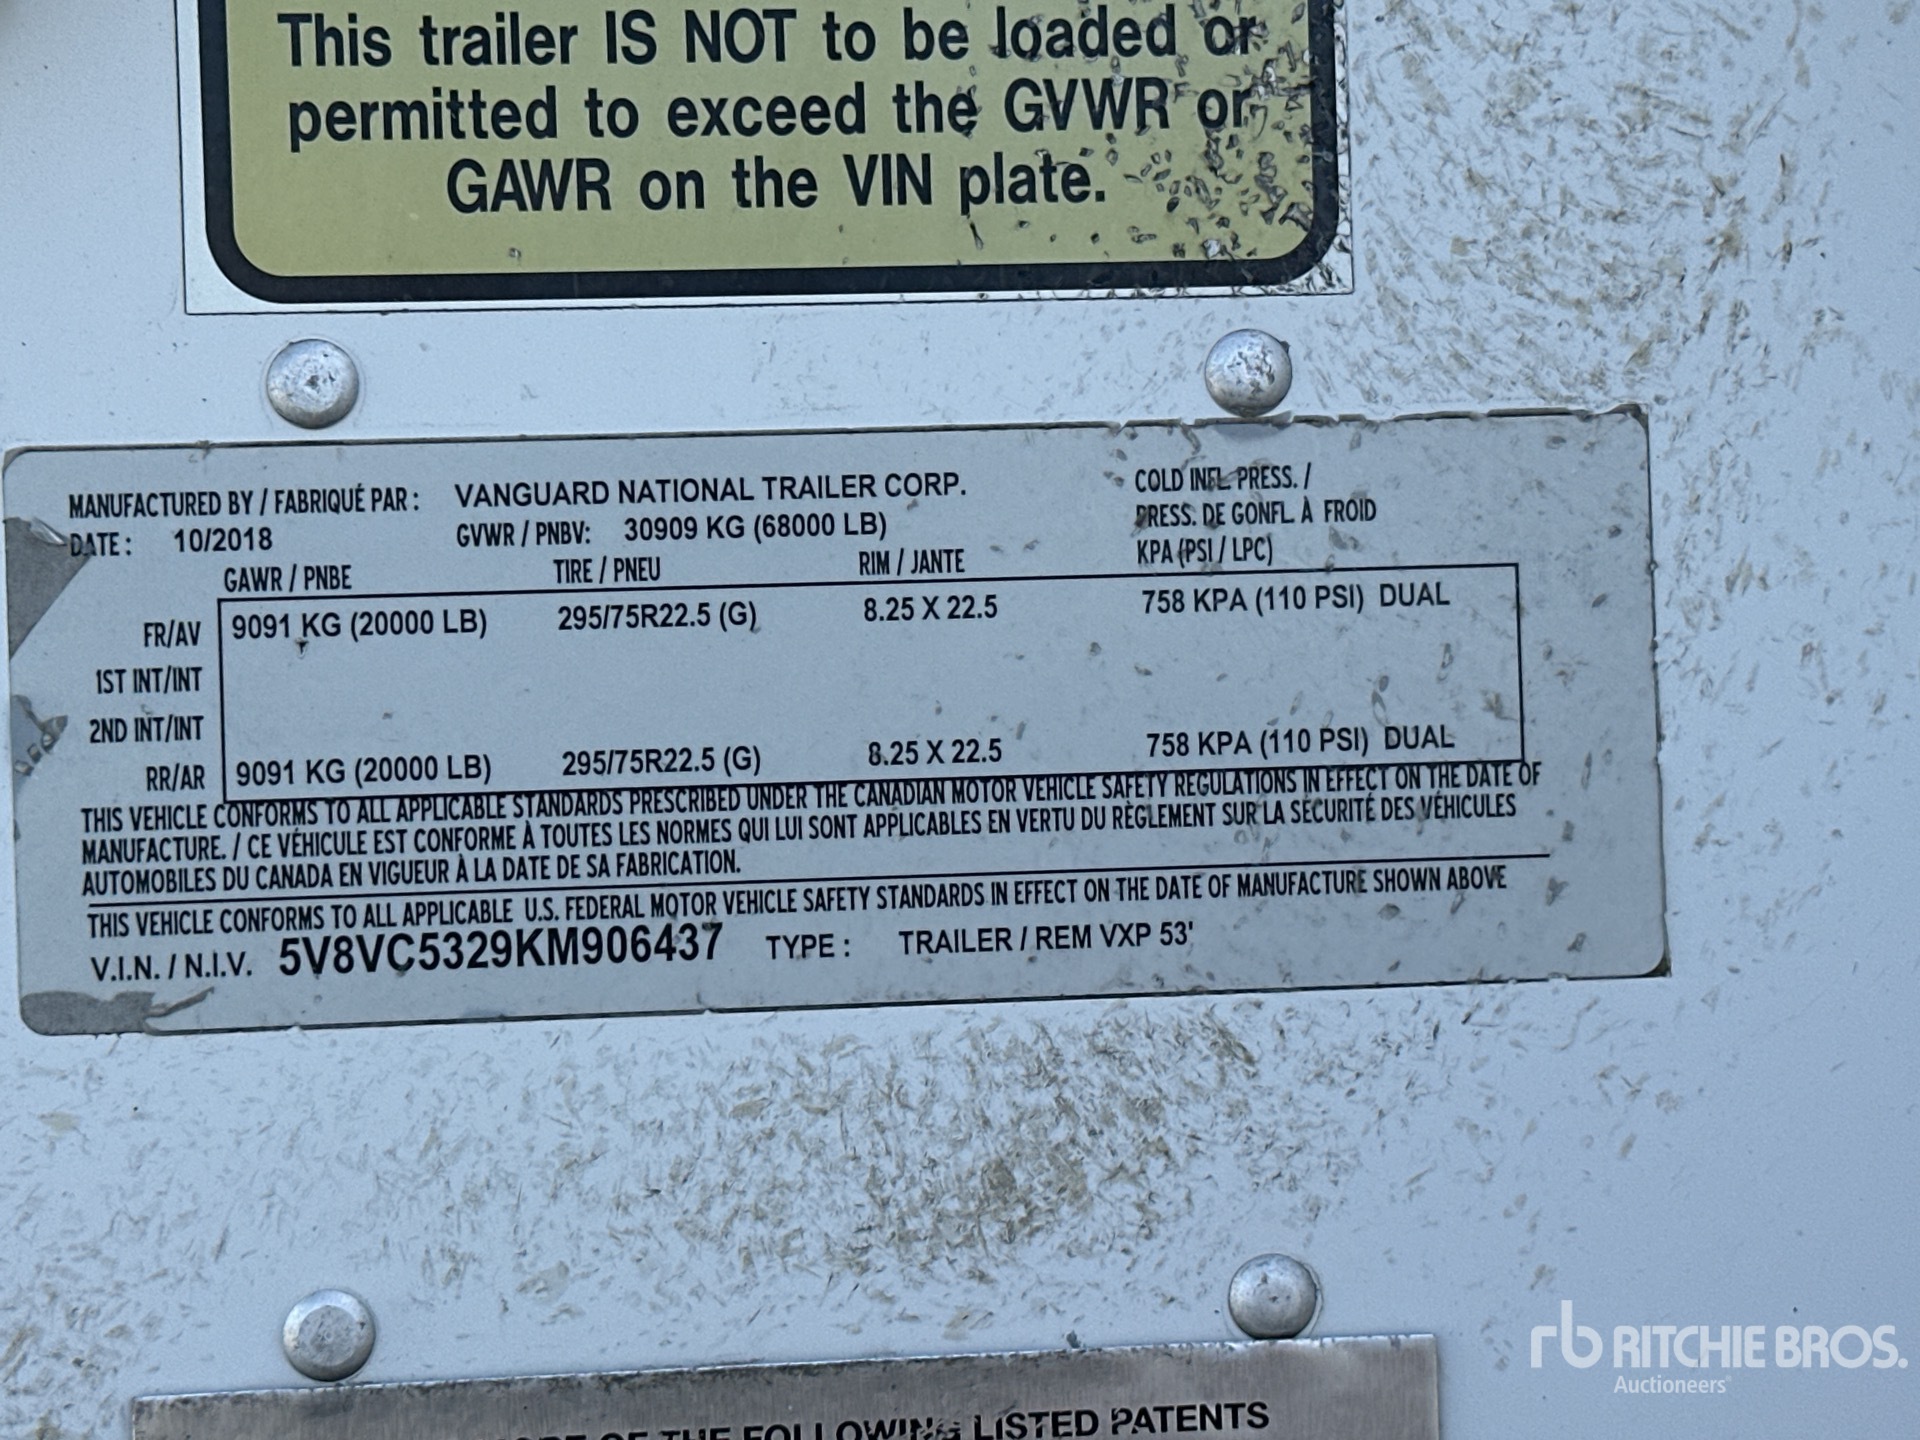 This trailer IS NOT to be loaded or
permitted to exceed the GVWR or
GAWR on the VIN plate.
MANUFACTURED BY / FABRIQUÉ PAR : VANGUARD NATIONAL TRAILER CORP. COLD INFL. PRESS. /
DATE : 10/2018 GVWR / PNBV: 30909 KG (68000 LB) PRESS. DE GONFL. À FROID
GAWR / PNBE TIRE / PNEU RIM / JANTE KPA (PSI / LPC)
FR/AV 9091 KG (20000 LB) 295/75R22.5 (G) 8.25 X 22.5 758 KPA (110 PSI) DUAL
1ST INT/INT
2ND INT/INT
RR/AR 9091 KG (20000 LB) 295/75R22.5 (G) 8.25 X 22.5 758 KPA (110 PSI) DUAL
THIS VEHICLE CONFORMS TO ALL APPLICABLE STANDARDS PRESCRIBED UNDER THE CANADIAN MOTOR VEHICLE SAFETY REGULATIONS IN EFFECT ON THE DATE OF
MANUFACTURE. / CE VÉHICULE EST CONFORME À TOUTES LES NORMES QUI LUI SONT APPLICABLES EN VERTU DU RÈGLEMENT SUR LA SÉCURITÉ DES VÉHICULES
AUTOMOBILES DU CANADA EN VIGUEUR À LA DATE DE SA FABRICATION.
THIS VEHICLE CONFORMS TO ALL APPLICABLE U.S. FEDERAL MOTOR VEHICLE SAFETY STANDARDS IN EFFECT ON THE DATE OF MANUFACTURE SHOWN ABOVE
V.I.N. / N.I.V. 5V8VC5329KM906437 TYPE : TRAILER / REM VXP 53'
OF THE FOLLOWING LISTED PATENTS
rb RITCHIE BROS.
Auctioneers